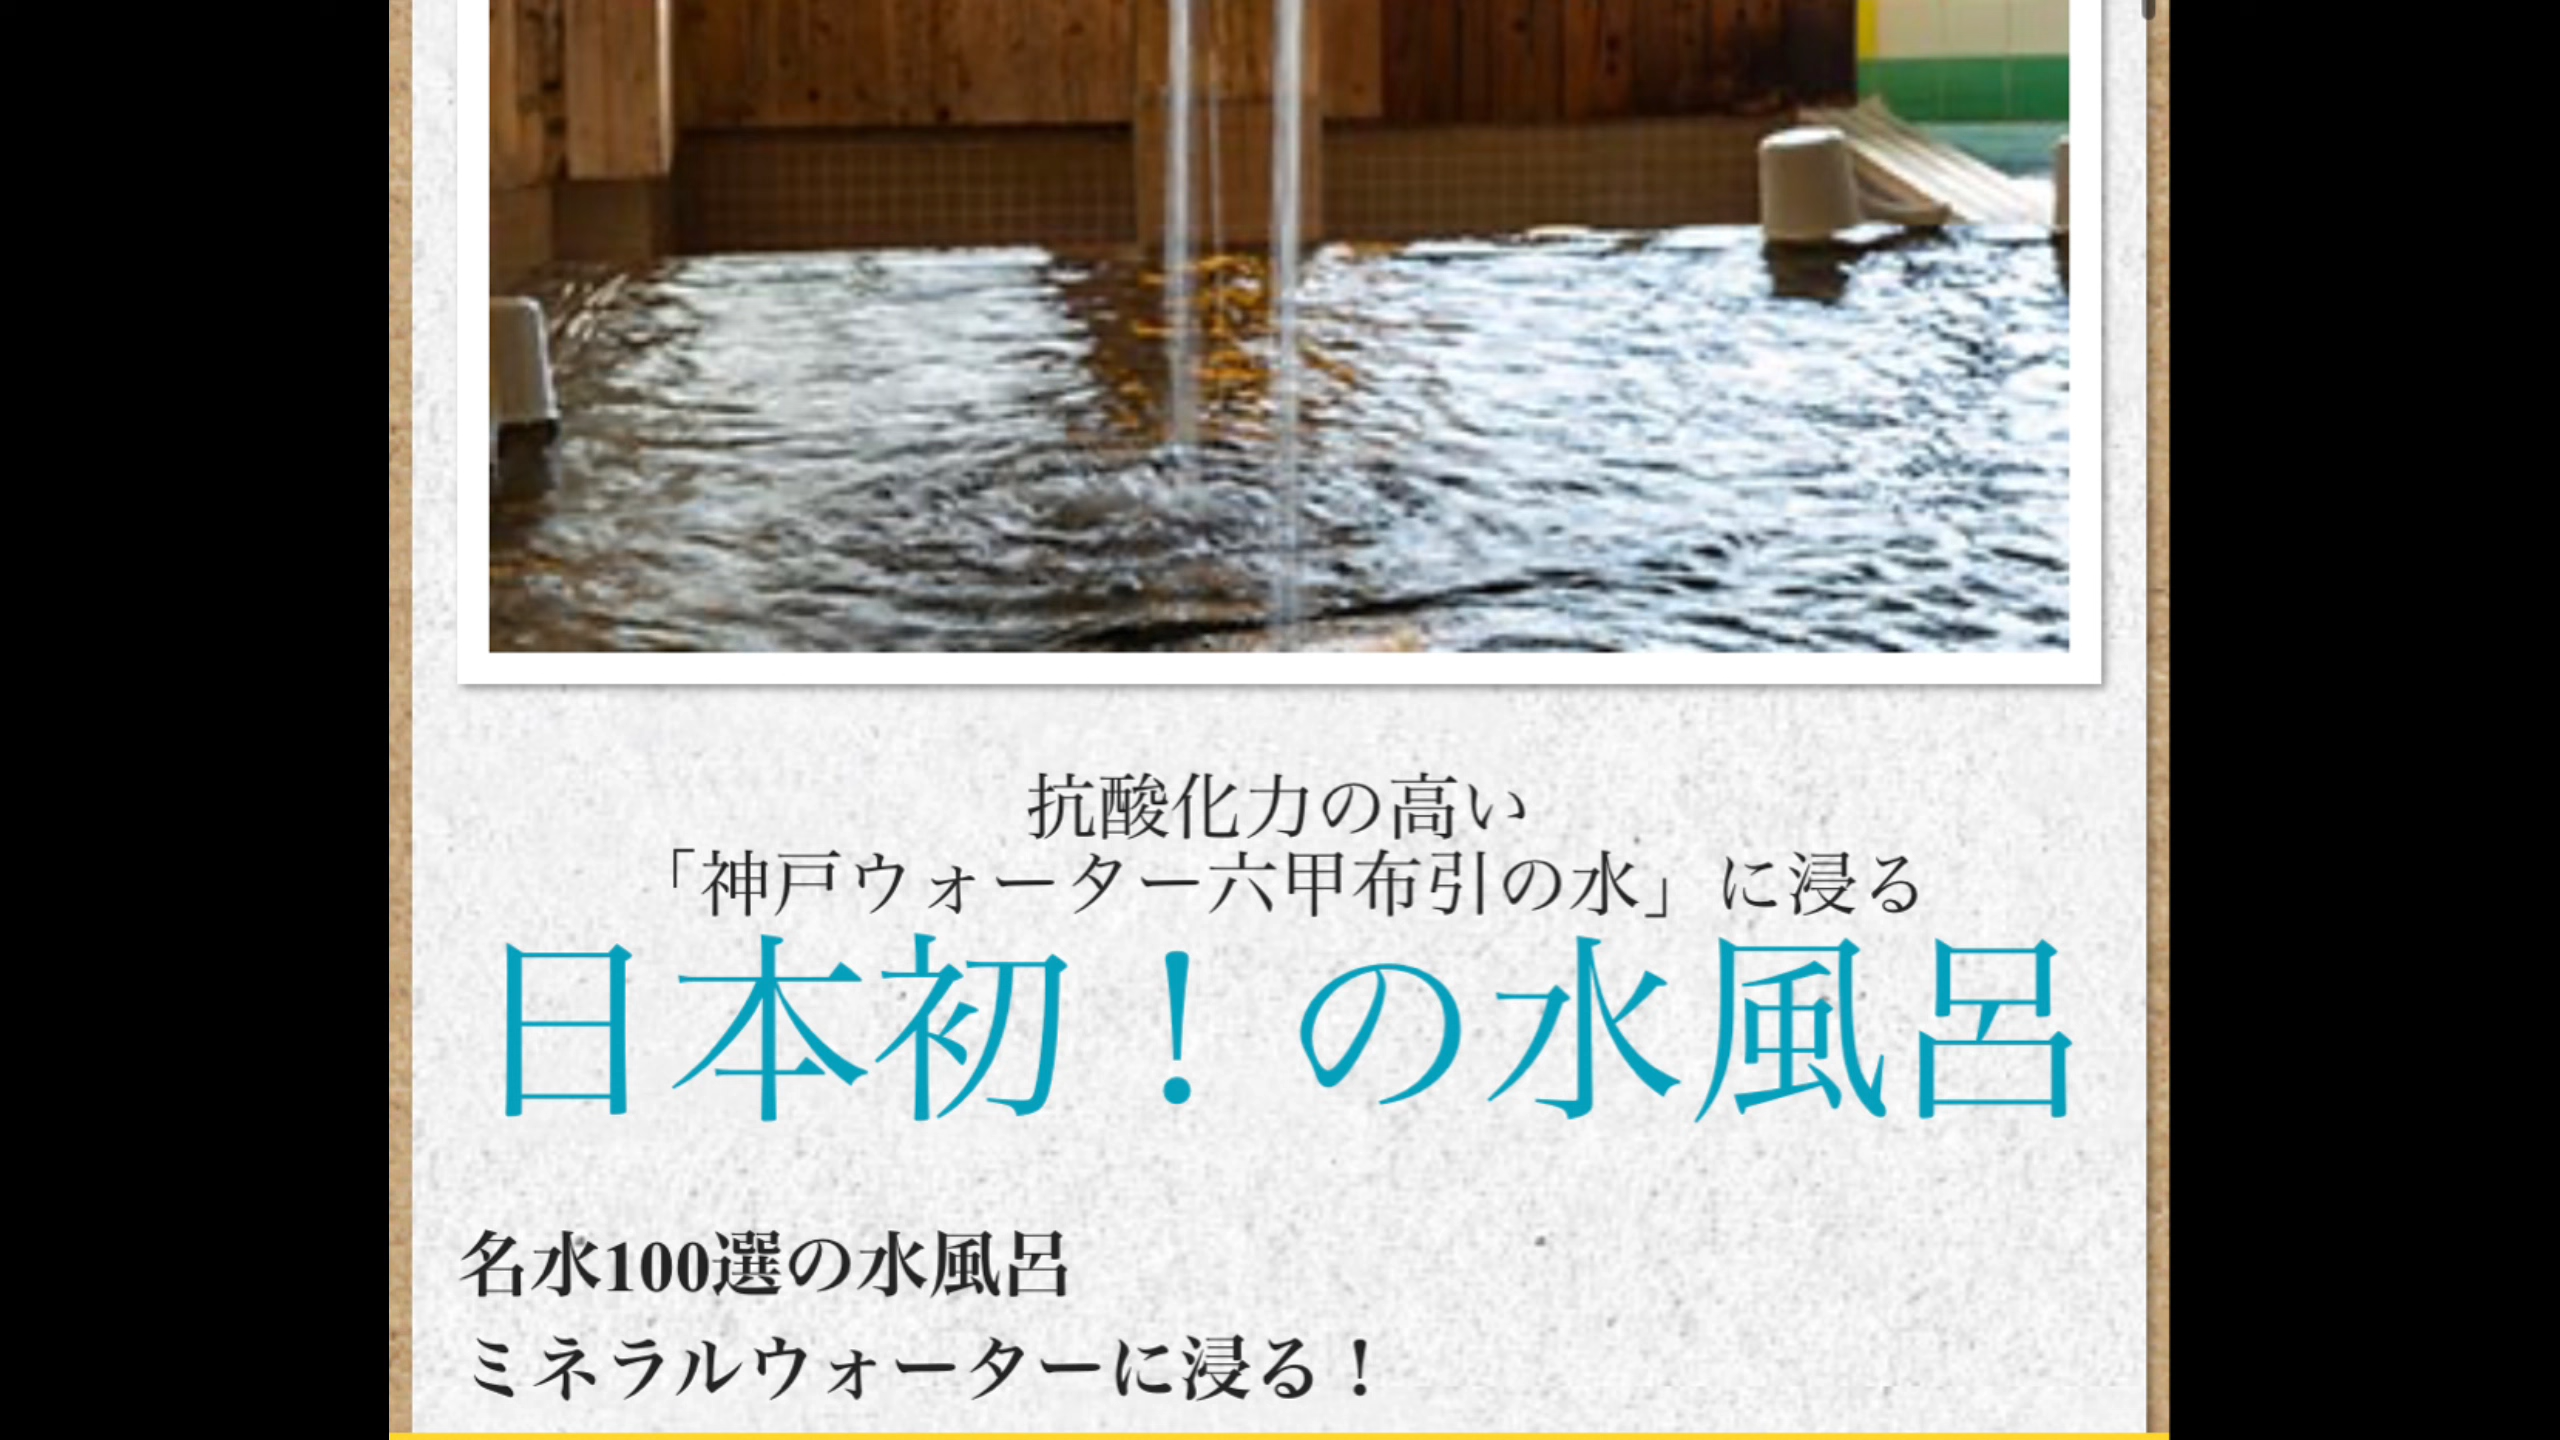 抗酸化力の高い
「神戸ウォーター六甲布引の水」に浸る
日本初！の水風呂
名水100選の水風呂
ミネラルウォーターに浸る！